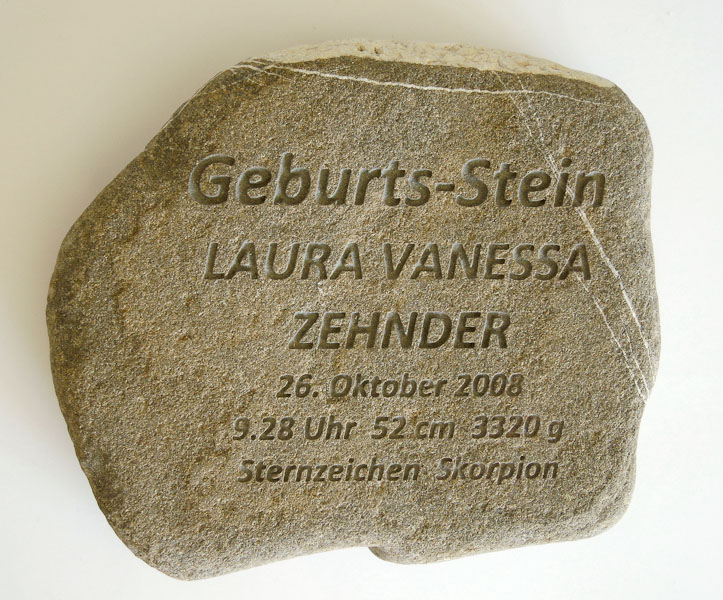 Geburts-Stein
LAURA VANESSA
ZEHNDER
26. Oktober 2008
9.28 Uhr 52 cm 3320 g
Sternzeichen Skorpion